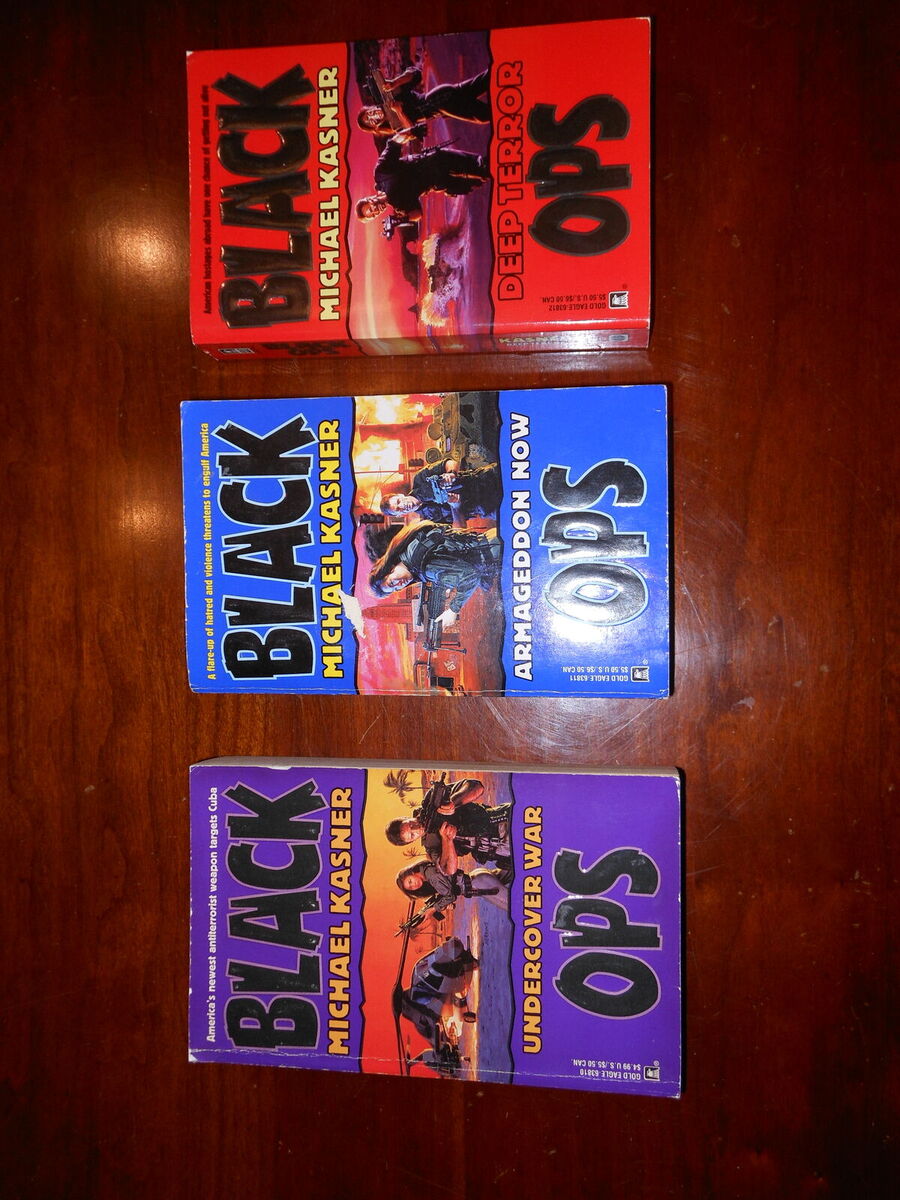 American hostages abroad have one chance of getting out alive
BLACK
MICHAEL KASNER
DEEP TERROR
OPS
GOLD EAGLE·63812
$5.50 U.S./$6.50 CAN.
A flare-up of hatred and violence threatens to engulf America
BLACK
MICHAEL KASNER
ARMAGEDDON NOW
OPS
GOLD EAGLE·63811
$5.50 U.S./$6.50 CAN
America's newest antiterrorist weapon targets Cuba
BLACK
MICHAEL KASNER
UNDERCOVER WAR
OPS
GOLD EAGLE·63810
$4.99 U.S./$5.50 CAN.